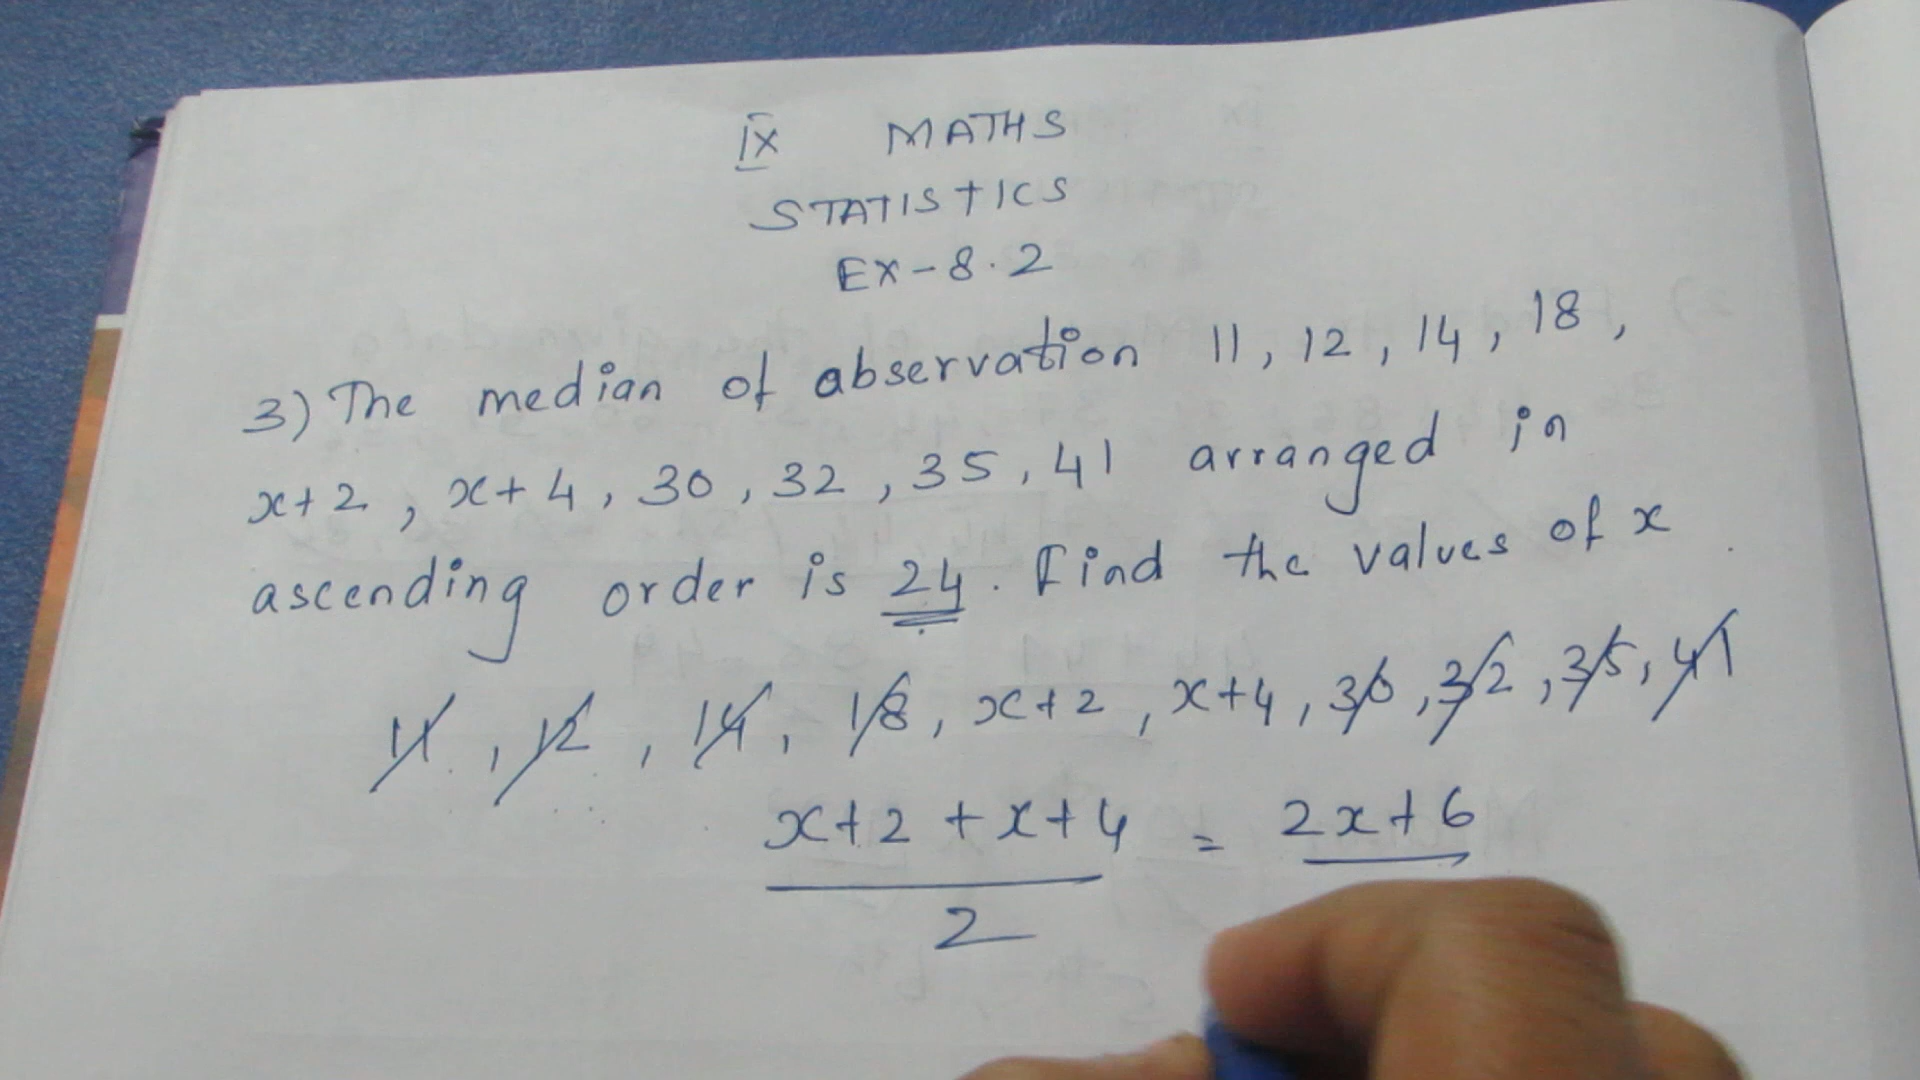 IX MATHS
STATISTICS
EX-8.2
3) The median of observation 11, 12, 14, 18,
x+2, x+4, 30, 32, 35, 41 arranged in
ascending order is 24. Find the values of x.
11, 12, 14, 18, x+2, x+4, 30, 32, 35, 41
x+2+x+4 = 2x+6
2